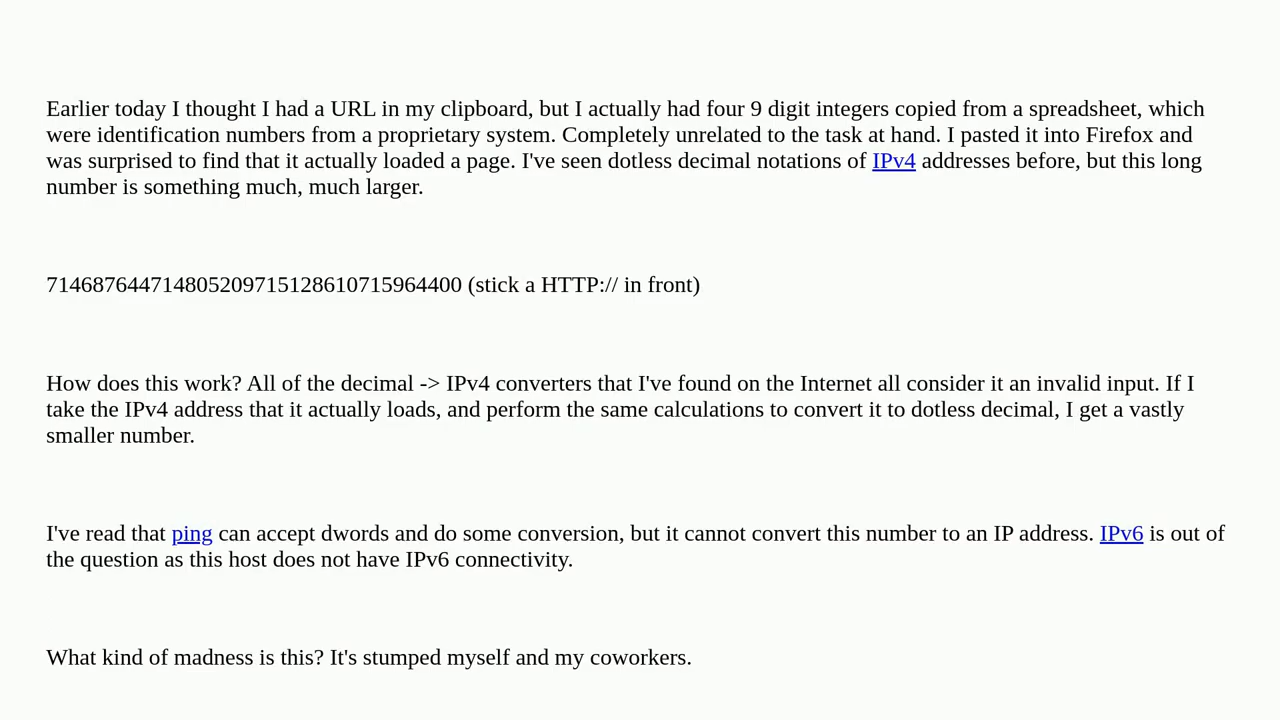 Earlier today I thought I had a URL in my clipboard, but I actually had four 9 digit integers copied from a spreadsheet, which
were identification numbers from a proprietary system. Completely unrelated to the task at hand. I pasted it into Firefox and
was surprised to find that it actually loaded a page. I've seen dotless decimal notations of IPv4 addresses before, but this long
number is something much, much larger.
714687644714805209715128610715964400 (stick a HTTP:// in front)
How does this work? All of the decimal -> IPv4 converters that I've found on the Internet all consider it an invalid input. If I
take the IPv4 address that it actually loads, and perform the same calculations to convert it to dotless decimal, I get a vastly
smaller number.
I've read that ping can accept dwords and do some conversion, but it cannot convert this number to an IP address. IPv6 is out of
the question as this host does not have IPv6 connectivity.
What kind of madness is this? It's stumped myself and my coworkers.